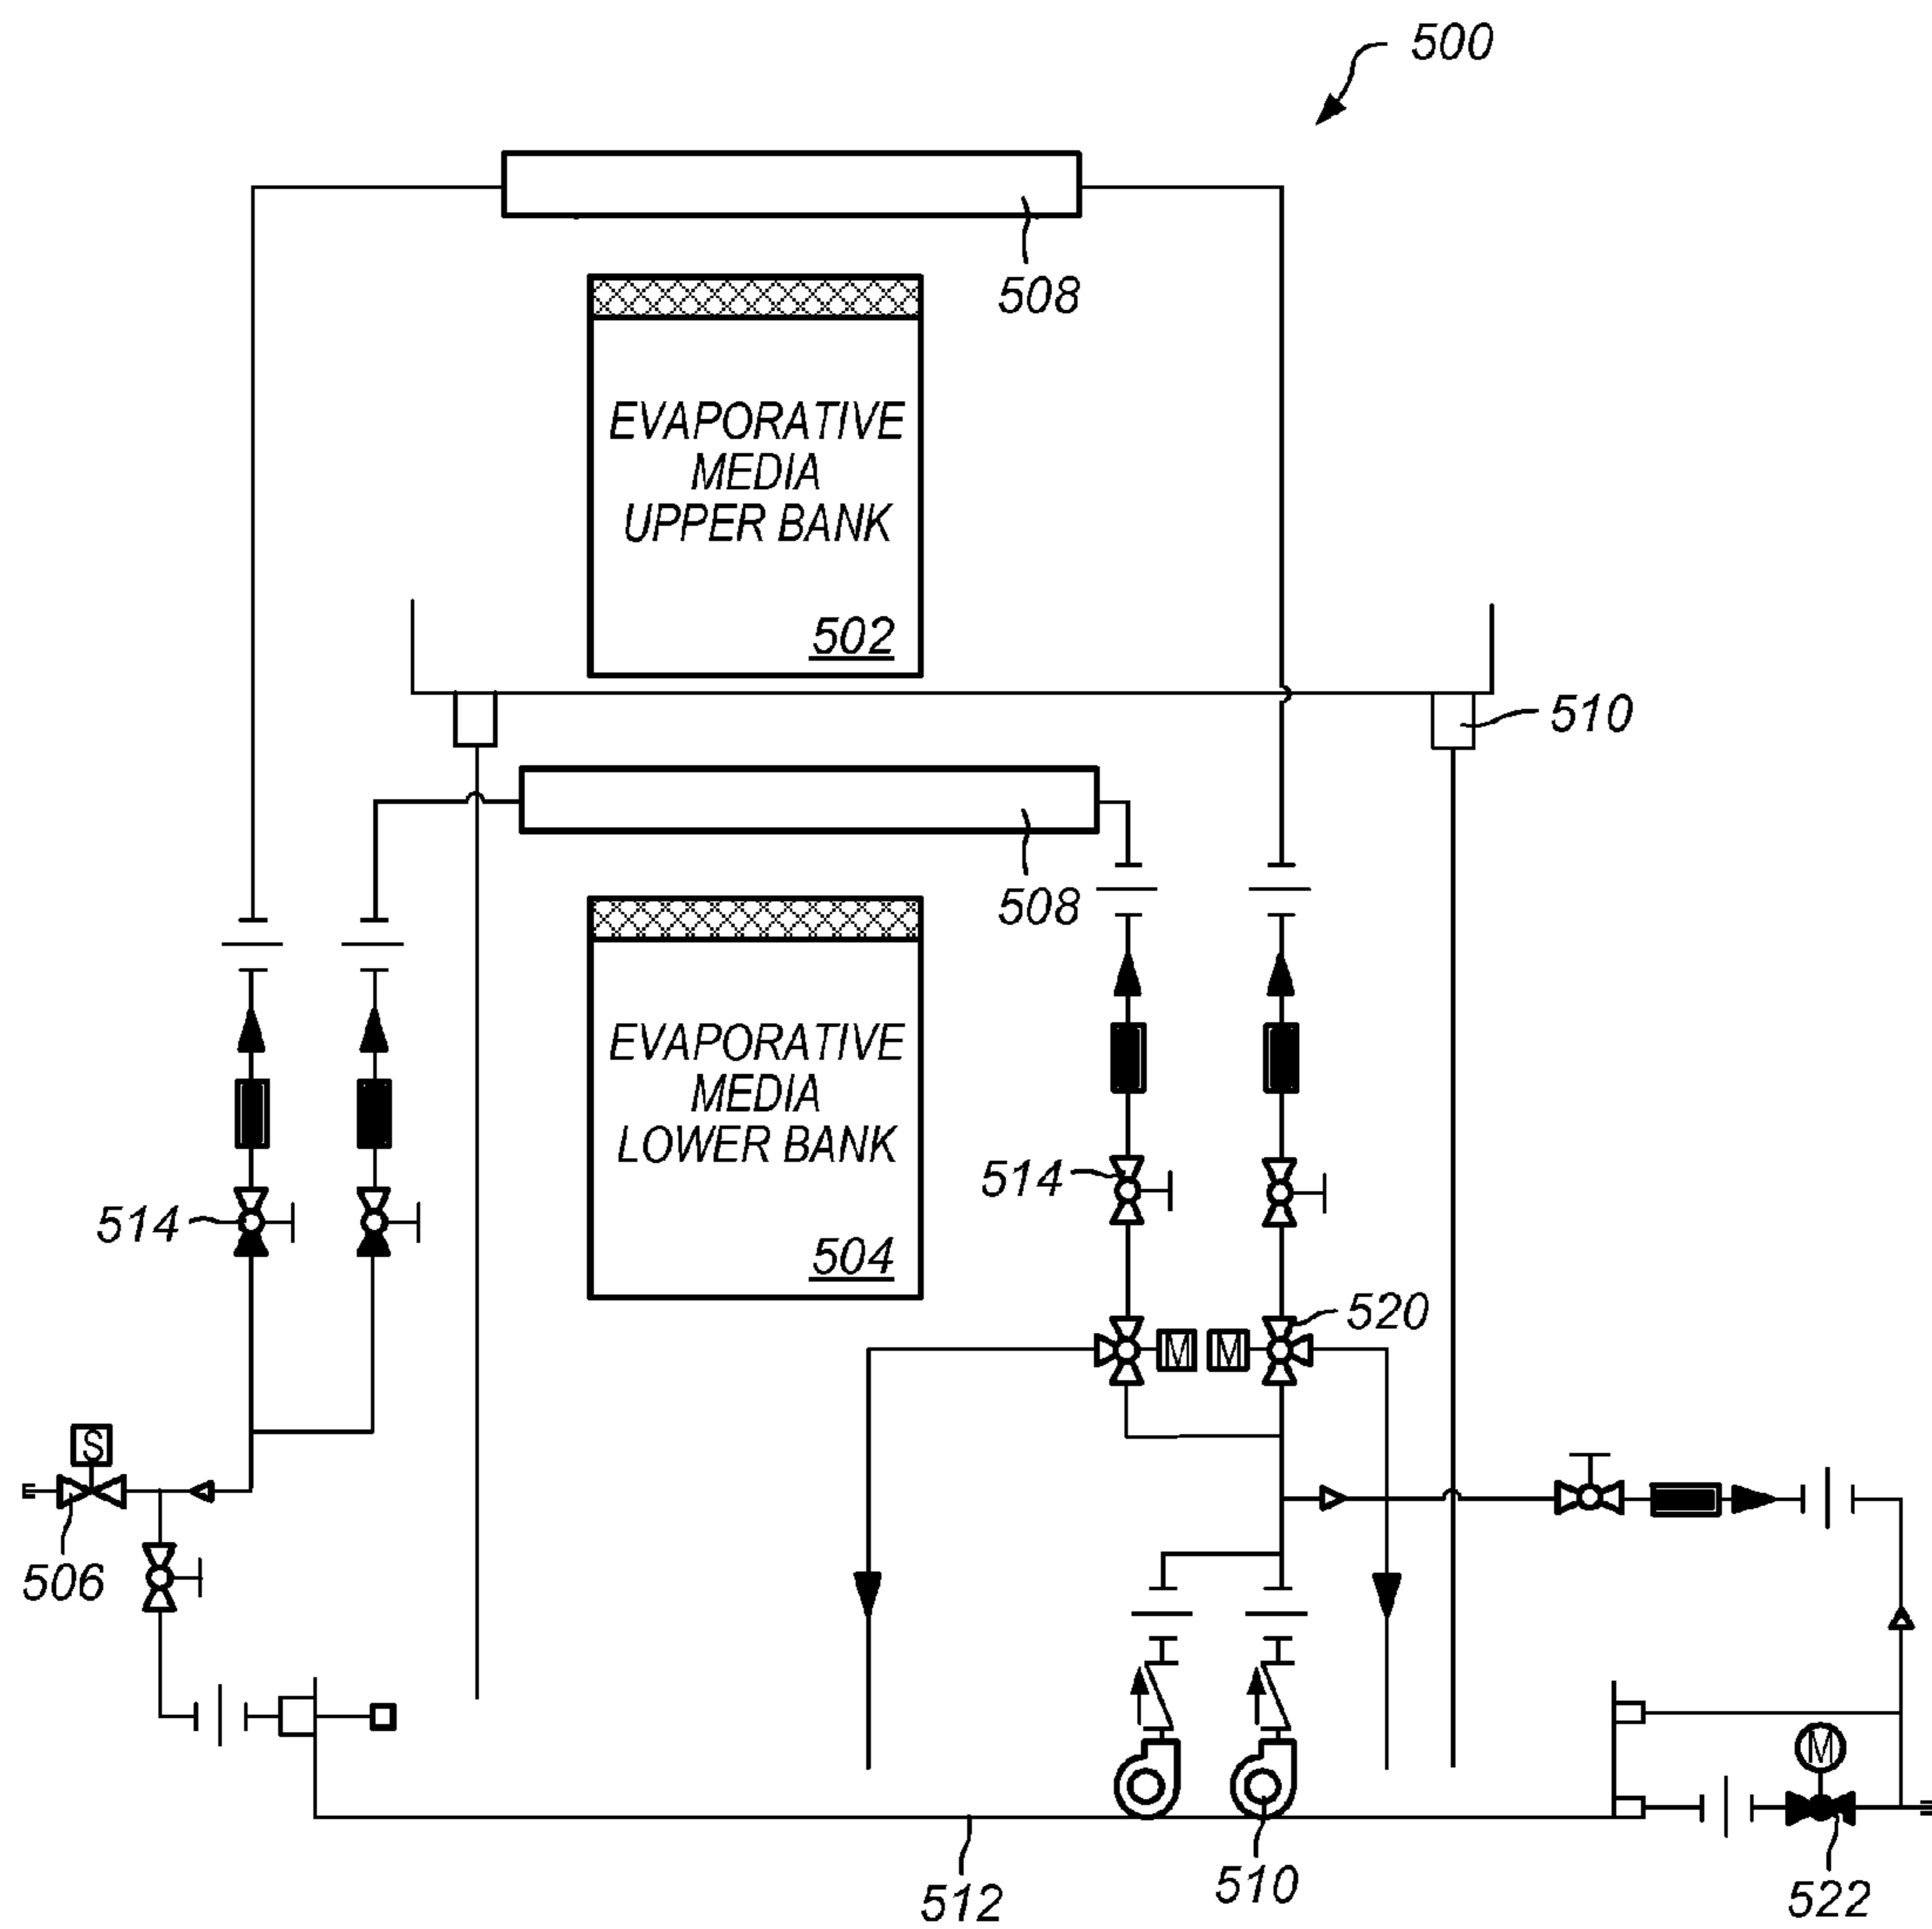 500
508
EVAPORATIVE
MEDIA
UPPER BANK
502
510
508
EVAPORATIVE
MEDIA
LOWER BANK
504
514
514
520
M
M
S
506
M
512
510
522